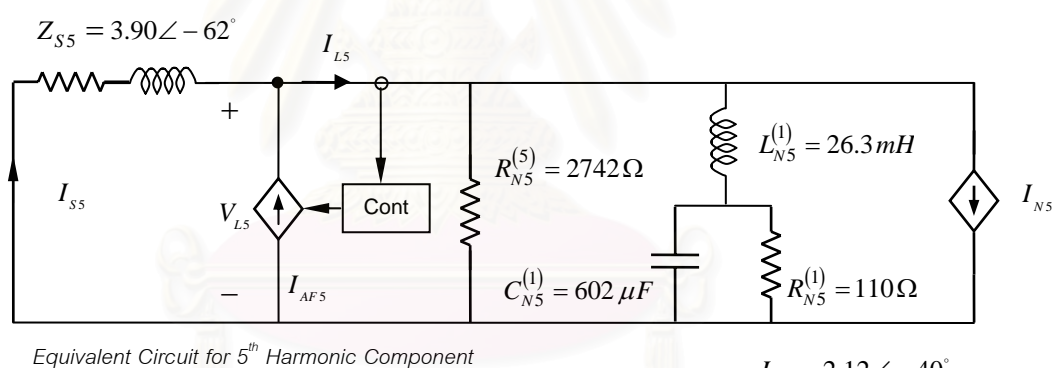 Z_{S5} = 3.90∠−62°
I_{L5}
+
R_{N5}^{(5)} = 2742 Ω
L_{N5}^{(1)} = 26.3 mH
I_{S5}
V_{L5}
Cont
I_{N5}
−
I_{AF5}
C_{N5}^{(1)} = 602 μF
R_{N5}^{(1)} = 110 Ω
Equivalent Circuit for 5^{th} Harmonic Component